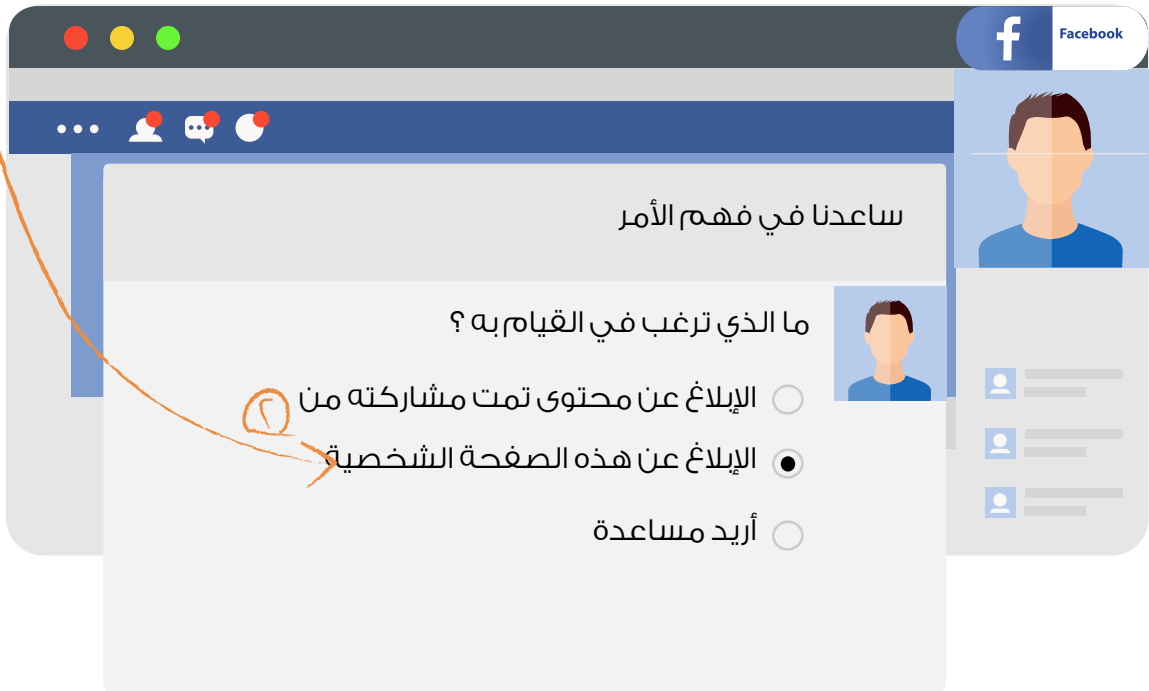 Facebook
ساعدنا في فهم الأمر
ما الذي ترغب في القيام به ؟
الإبلاغ عن محتوى تمت مشاركته من
٢
الإبلاغ عن هذه الصفحة الشخصية
أريد مساعدة